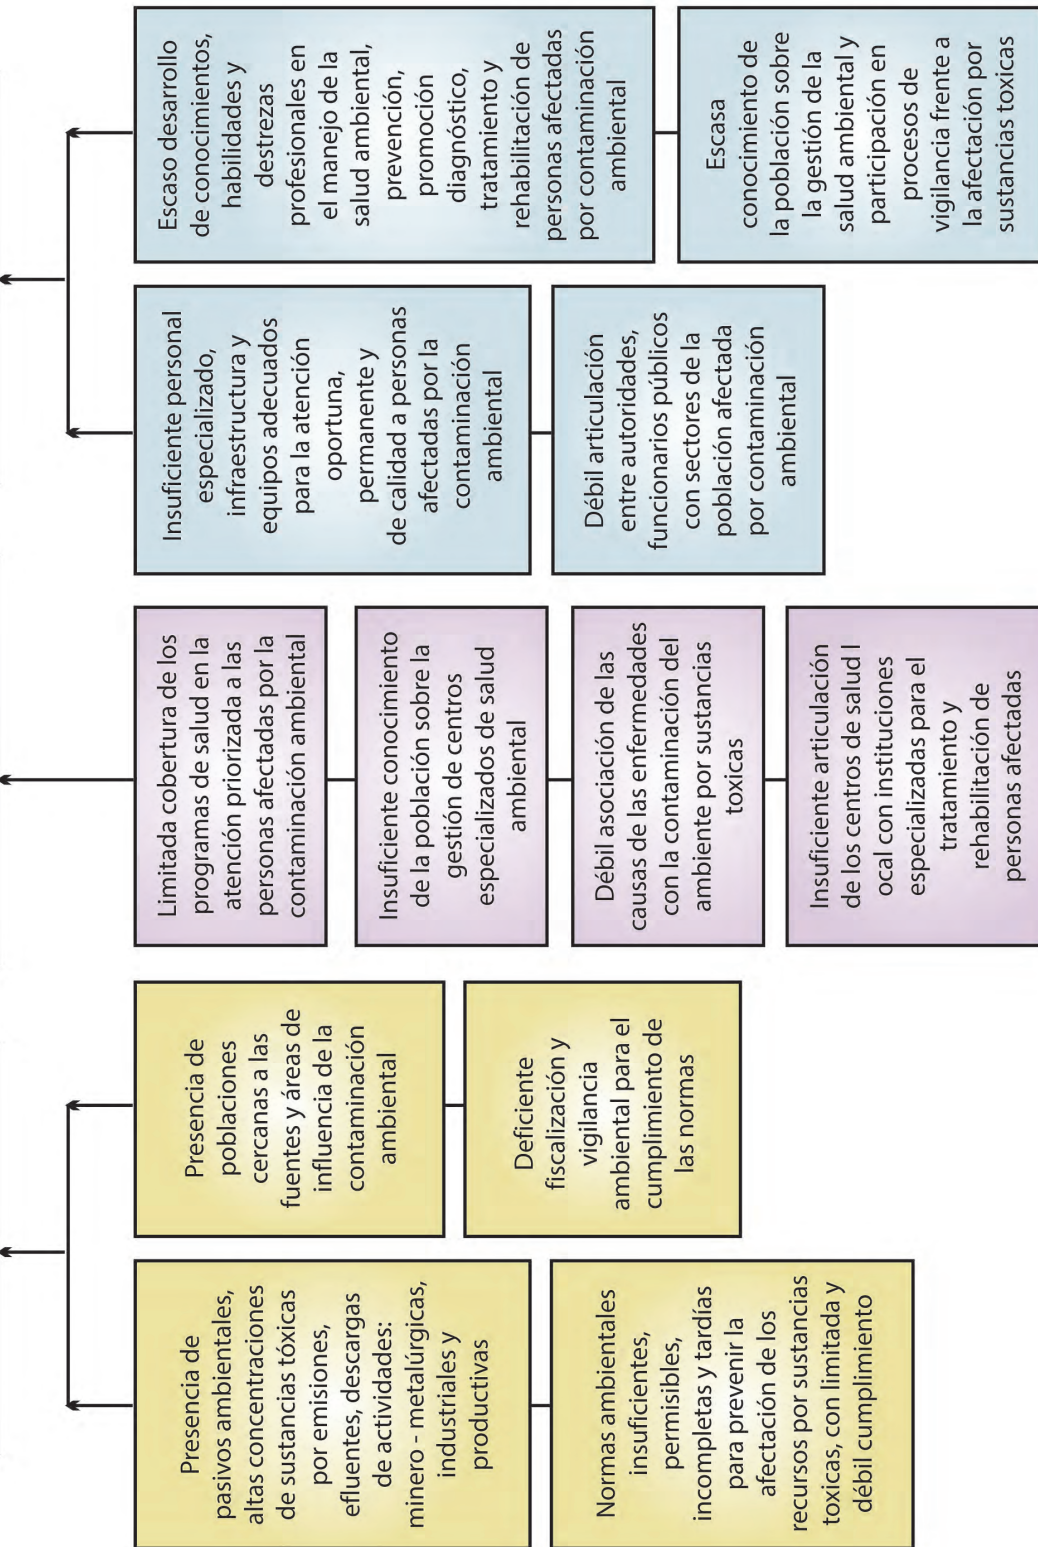 Presencia de
pasivos ambientales,
altas concentraciones
de sustancias tóxicas
por emisiones,
efluentes, descargas
de actividades:
minero - metalúrgicas,
industriales y
productivas
Normas ambientales
insuficientes,
permisibles,
incompletas y tardías
para prevenir la
afectación de los
recursos por sustancias
toxicas, con limitada y
débil cumplimiento
Presencia de
poblaciones
cercanas a las
fuentes y áreas de
influencia de la
contaminación
ambiental
Deficiente
fiscalización y
vigilancia
ambiental para el
cumplimiento de
las normas
Limitada cobertura de los
programas de salud en la
atención priorizada a las
personas afectadas por la
contaminación ambiental
Insuficiente conocimiento
de la población sobre la
gestión de centros
especializados de salud
ambiental
Débil asociación de las
causas de las enfermedades
con la contaminación del
ambiente por sustancias
toxicas
Insuficiente articulación
de los centros de salud l
ocal con instituciones
especializadas para el
tratamiento y
rehabilitación de
personas afectadas
Insuficiente personal
especializado,
infraestructura y
equipos adecuados
para la atención
oportuna,
permanente y
de calidad a personas
afectadas por la
contaminación
ambiental
Débil articulación
entre autoridades,
funcionarios públicos
con sectores de la
población afectada
por contaminación
ambiental
Escaso desarrollo
de conocimientos,
habilidades y
destrezas
profesionales en
el manejo de la
salud ambiental,
prevención,
promoción
diagnóstico,
tratamiento y
rehabilitación de
personas afectadas
por contaminación
ambiental
Escasa
conocimiento de
la población sobre
la gestión de la
salud ambiental y
participación en
procesos de
vigilancia frente a
la afectación por
sustancias toxicas